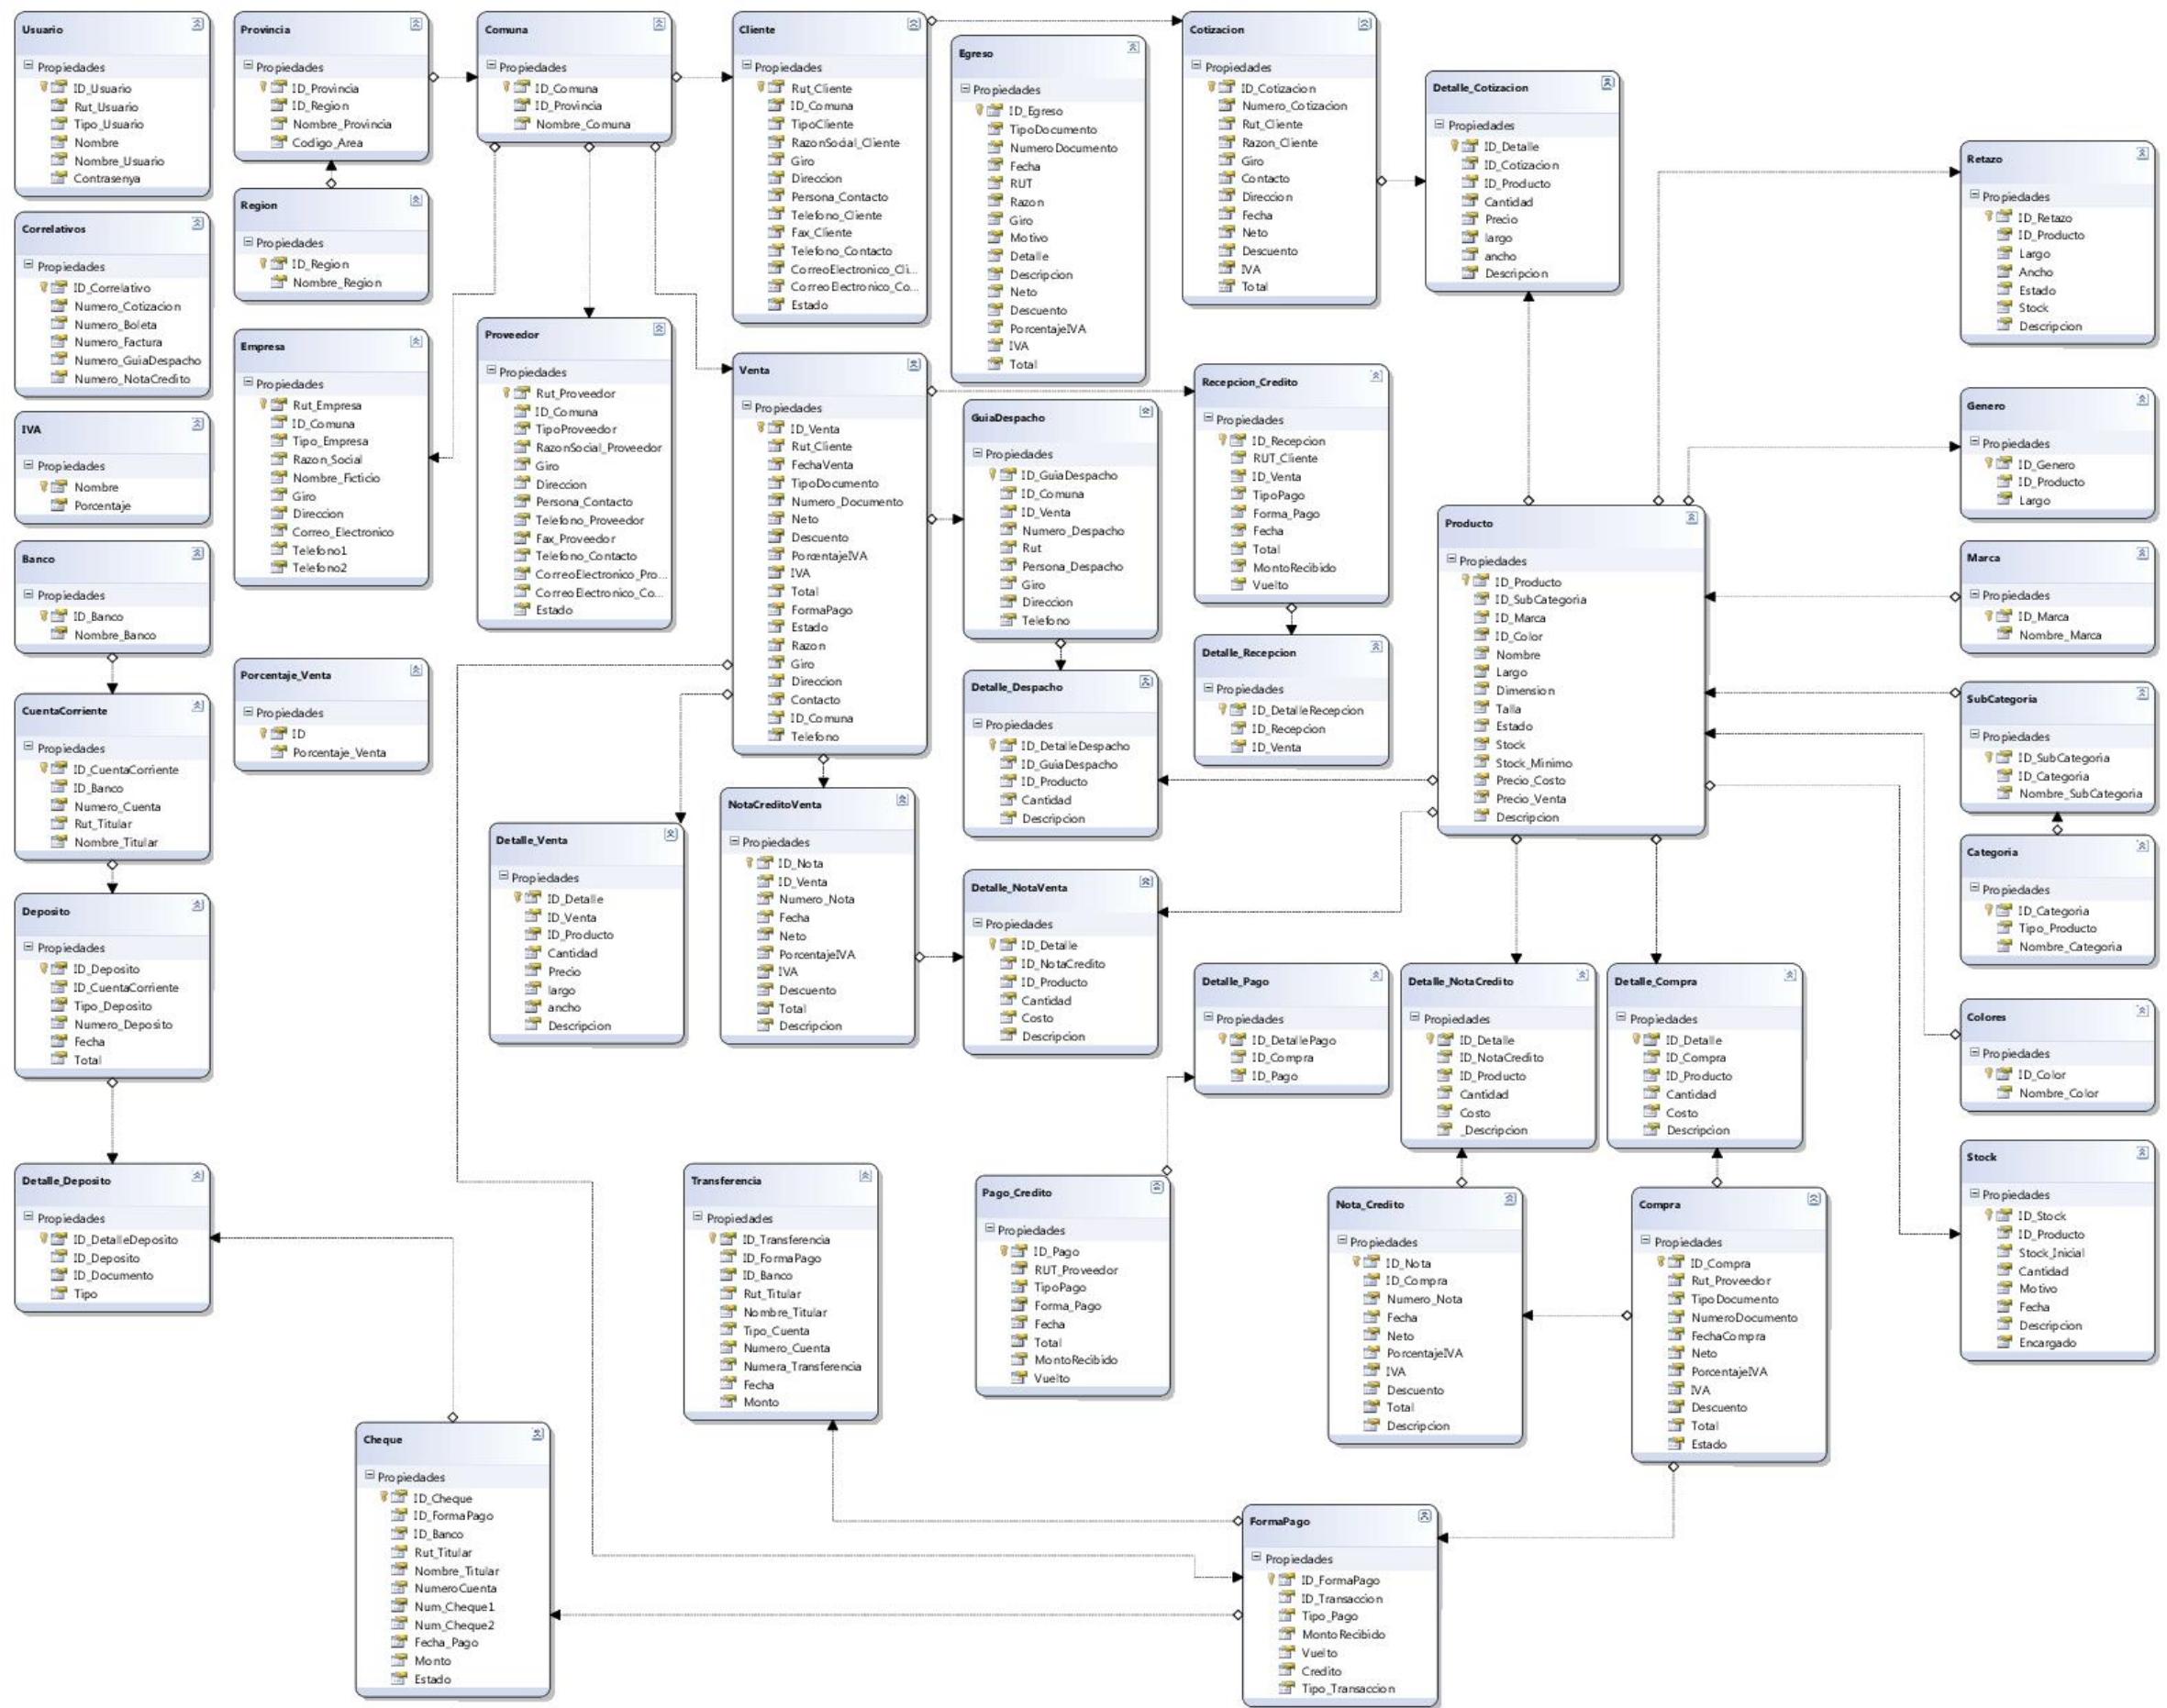 Usuario
Propiedades
ID_Usuario
Rut_Usuario
Tipo_Usuario
Nombre
Nombre_Usuario
Contrasenya
Provincia
Propiedades
ID_Provincia
ID_Region
Nombre_Provincia
Codigo_Area
Comuna
Propiedades
ID_Comuna
ID_Provincia
Nombre_Comuna
Cliente
Propiedades
Rut_Cliente
ID_Comuna
TipoCliente
RazonSocial_Cliente
Giro
Direccion
Persona_Contacto
Telefono_Cliente
Fax_Cliente
Telefono_Contacto
CorreoElectronico_Cli...
CorreoElectronico_Co...
Estado
Egreso
Propiedades
ID_Egreso
TipoDocumento
NumeroDocumento
Fecha
RUT
Razon
Giro
Motivo
Detalle
Descripcion
Neto
Descuento
PorcentajeIVA
IVA
Total
Cotizacion
Propiedades
ID_Cotizacion
Numero_Cotizacion
Rut_Cliente
Razon_Cliente
Giro
Contacto
Direccion
Fecha
Neto
Descuento
IVA
Total
Detalle_Cotizacion
Propiedades
ID_Detalle
ID_Cotizacion
ID_Producto
Cantidad
Precio
largo
ancho
Descripcion
Retazo
Propiedades
ID_Retazo
ID_Producto
Largo
Ancho
Estado
Stock
Descripcion
Correlativos
Propiedades
ID_Correlativo
Numero_Cotizacion
Numero_Boleta
Numero_Factura
Numero_GuiaDespacho
Numero_NotaCredito
Region
Propiedades
ID_Region
Nombre_Region
Empresa
Propiedades
Rut_Empresa
ID_Comuna
Tipo_Empresa
Razon_Social
Nombre_Ficticio
Giro
Direccion
Correo_Electronico
Telefono1
Telefono2
Proveedor
Propiedades
Rut_Proveedor
ID_Comuna
TipoProveedor
RazonSocial_Proveedor
Giro
Direccion
Persona_Contacto
Telefono_Proveedor
Fax_Proveedor
Telefono_Contacto
CorreoElectronico_Pro...
CorreoElectronico_Co...
Estado
Venta
Propiedades
ID_Venta
Rut_Cliente
FechaVenta
TipoDocumento
Numero_Documento
Neto
Descuento
PorcentajeIVA
IVA
Total
FormaPago
Estado
Razon
Giro
Direccion
Contacto
ID_Comuna
Telefono
GuiaDespacho
Propiedades
ID_GuiaDespacho
ID_Comuna
ID_Venta
Numero_Despacho
Rut
Persona_Despacho
Giro
Direccion
Telefono
Recepcion_Credito
Propiedades
ID_Recepcion
RUT_Cliente
ID_Venta
TipoPago
Forma_Pago
Fecha
Total
MontoRecibido
Vuelto
Genero
Propiedades
ID_Genero
ID_Producto
Largo
IVA
Propiedades
Nombre
Porcentaje
Banco
Propiedades
ID_Banco
Nombre_Banco
Producto
Propiedades
ID_Producto
ID_SubCategoria
ID_Marca
ID_Color
Nombre
Largo
Dimension
Talla
Estado
Stock
Stock_Minimo
Precio_Costo
Precio_Venta
Descripcion
Marca
Propiedades
ID_Marca
Nombre_Marca
Porcentaje_Venta
Propiedades
ID
Porcentaje_Venta
Detalle_Despacho
Propiedades
ID_DetalleDespacho
ID_GuiaDespacho
ID_Producto
Cantidad
Descripcion
Detalle_Recepcion
Propiedades
ID_DetalleRecepcion
ID_Recepcion
ID_Venta
SubCategoria
Propiedades
ID_SubCategoria
ID_Categoria
Nombre_SubCategoria
CuentaCorriente
Propiedades
ID_CuentaCorriente
ID_Banco
Numero_Cuenta
Rut_Titular
Nombre_Titular
Detalle_Venta
Propiedades
ID_Detalle
ID_Venta
ID_Producto
Cantidad
Precio
largo
ancho
Descripcion
NotaCreditoVenta
Propiedades
ID_Nota
ID_Venta
Numero_Nota
Fecha
Neto
PorcentajeIVA
IVA
Descuento
Total
Descripcion
Detalle_NotaVenta
Propiedades
ID_Detalle
ID_NotaCredito
ID_Producto
Cantidad
Costo
Descripcion
Categoria
Propiedades
ID_Categoria
Tipo_Producto
Nombre_Categoria
Deposito
Propiedades
ID_Deposito
ID_CuentaCorriente
Tipo_Deposito
Numero_Deposito
Fecha
Total
Detalle_Pago
Propiedades
ID_DetallePago
ID_Compra
ID_Pago
Detalle_NotaCredito
Propiedades
ID_Detalle
ID_NotaCredito
ID_Producto
Cantidad
Costo
_Descripcion
Detalle_Compra
Propiedades
ID_Detalle
ID_Compra
ID_Producto
Cantidad
Costo
Descripcion
Colores
Propiedades
ID_Color
Nombre_Color
Detalle_Deposito
Propiedades
ID_DetalleDeposito
ID_Deposito
ID_Documento
Tipo
Transferencia
Propiedades
ID_Transferencia
ID_FormaPago
ID_Banco
Rut_Titular
Nombre_Titular
Tipo_Cuenta
Numero_Cuenta
Numera_Transferencia
Fecha
Monto
Pago_Credito
Propiedades
ID_Pago
RUT_Proveedor
TipoPago
Forma_Pago
Fecha
Total
MontoRecibido
Vuelto
Nota_Credito
Propiedades
ID_Nota
ID_Compra
Numero_Nota
Fecha
Neto
PorcentajeIVA
IVA
Descuento
Total
Descripcion
Compra
Propiedades
ID_Compra
Rut_Proveedor
TipoDocumento
NumeroDocumento
FechaCompra
Neto
PorcentajeIVA
IVA
Descuento
Total
Estado
Stock
Propiedades
ID_Stock
ID_Producto
Stock_Inicial
Cantidad
Motivo
Fecha
Descripcion
Encargado
Cheque
Propiedades
ID_Cheque
ID_FormaPago
ID_Banco
Rut_Titular
Nombre_Titular
NumeroCuenta
Num_Cheque1
Num_Cheque2
Fecha_Pago
Monto
Estado
FormaPago
Propiedades
ID_FormaPago
ID_Transaccion
Tipo_Pago
MontoRecibido
Vuelto
Credito
Tipo_Transaccion